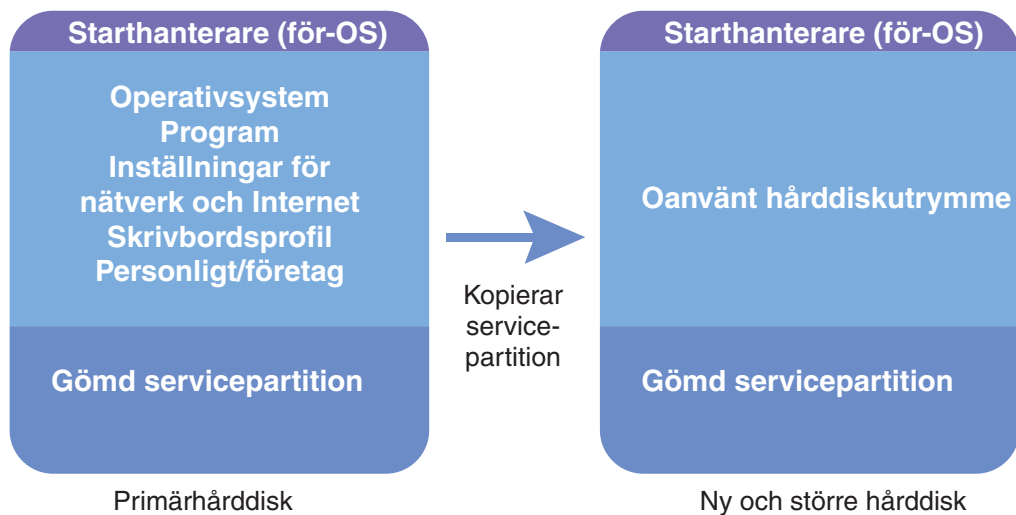 Starthanterare (för-OS)
Operativsystem
Program
Inställningar för
nätverk och Internet
Skrivbordsprofil
Personligt/företag
Gömd servicepartition
Primärhårddisk
Kopierar
service-
partition
Starthanterare (för-OS)
Oanvänt hårddiskutrymme
Gömd servicepartition
Ny och större hårddisk